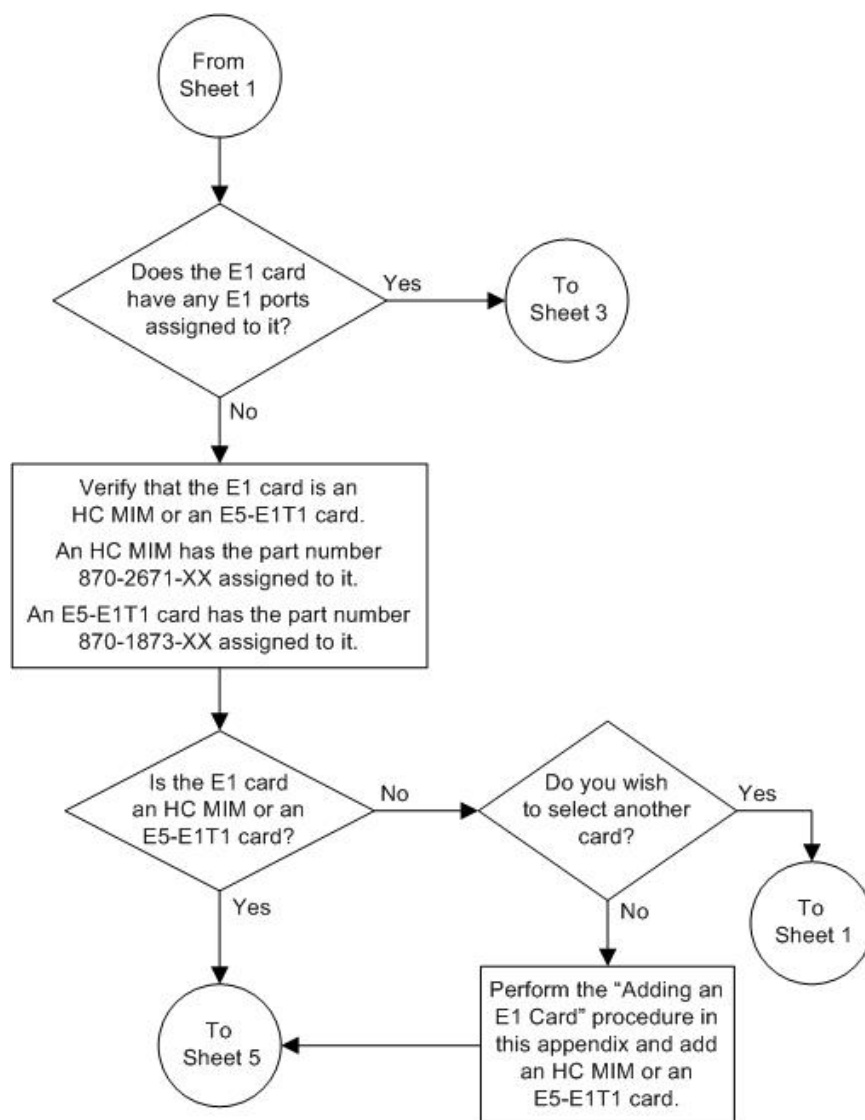 From
Sheet 1
Does the E1 card
have any E1 ports
assigned to it?
Yes
To
Sheet 3
No
Verify that the E1 card is an
HC MIM or an E5-E1T1 card.
An HC MIM has the part number
870-2671-XX assigned to it.
An E5-E1T1 card has the part number
870-1873-XX assigned to it.
Is the E1 card
an HC MIM or an
E5-E1T1 card?
No
Do you wish
to select another
card?
Yes
Yes
No
To
Sheet 1
To
Sheet 5
Perform the “Adding an
E1 Card” procedure in
this appendix and add
an HC MIM or an
E5-E1T1 card.